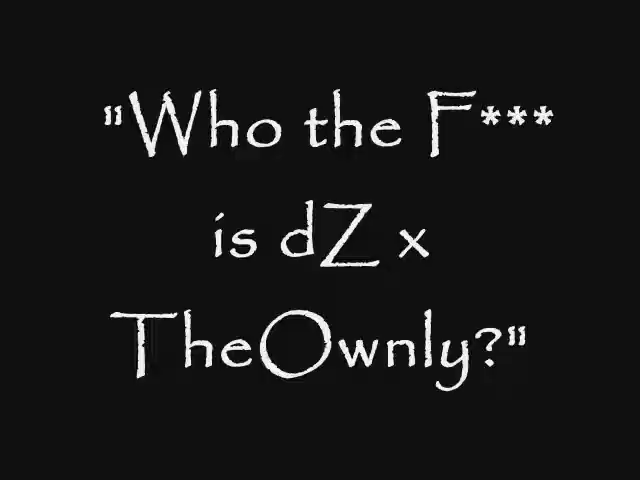 "Who the F***
is dZ x
TheOwnly?"